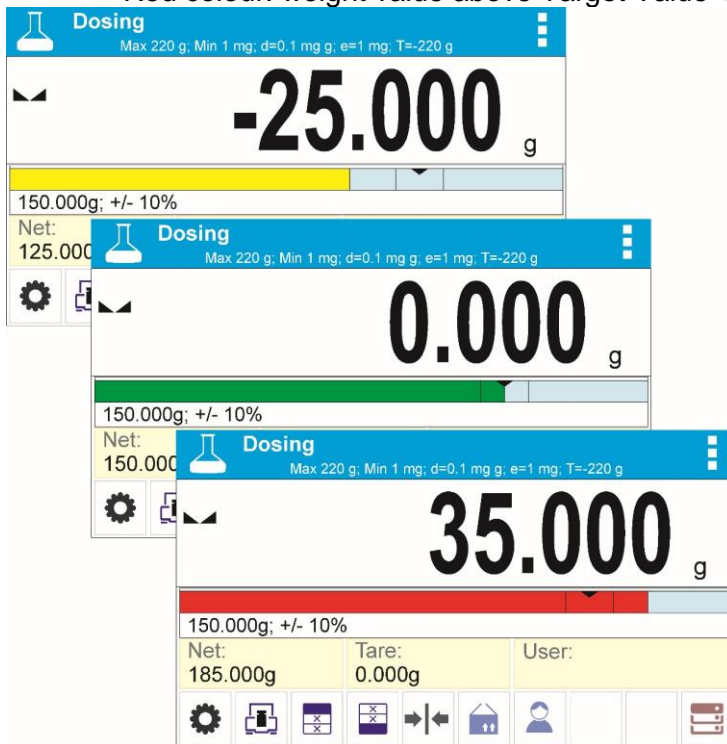 Dosing
Max 220 g; Min 1 mg; d=0.1 mg g; e=1 mg; T=-220 g
-25.000 g
150.000g; +/- 10%
Net:
125.000
Dosing
Max 220 g; Min 1 mg; d=0.1 mg g; e=1 mg; T=-220 g
0.000 g
150.000g; +/- 10%
Net:
150.000
Dosing
Max 220 g; Min 1 mg; d=0.1 mg g; e=1 mg; T=-220 g
35.000 g
150.000g; +/- 10%
Net: Tare: User:
185.000g 0.000g